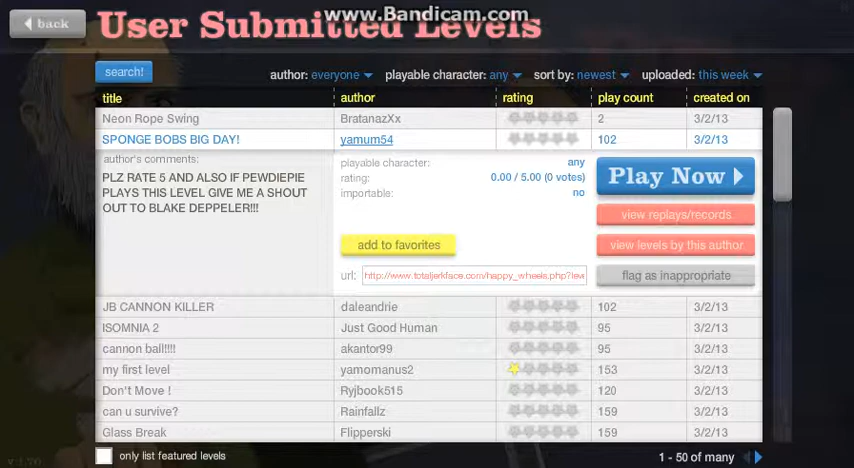 www.Bandicam.com
back
User Submitted Levels
search!
author: everyone playable character: any sort by: newest uploaded: this week
title author rating play count created on
Neon Rope Swing BratanazXx 2 3/2/13
SPONGE BOBS BIG DAY! yamum54 102 3/2/13
author's comments:
PLZ RATE 5 AND ALSO IF PEWDIEPIE
PLAYS THIS LEVEL GIVE ME A SHOUT
OUT TO BLAKE DEPPELER!!!
playable character: any
rating: 0.00 / 5.00 (0 votes)
importable: no
add to favorites
url: http://www.totaljerkface.com/happy_wheels.php?leve
Play Now
view replays/records
view levels by this author
flag as inappropriate
JB CANNON KILLER daleandrie 102 3/2/13
ISOMNIA 2 Just Good Human 95 3/2/13
cannon ball!!!! akantor99 95 3/2/13
my first level yamomanus2 153 3/2/13
Don't Move ! Ryjbook515 120 3/2/13
can u survive? Rainfallz 159 3/2/13
Glass Break Flipperski 159 3/2/13
only list featured levels
1 - 50 of many